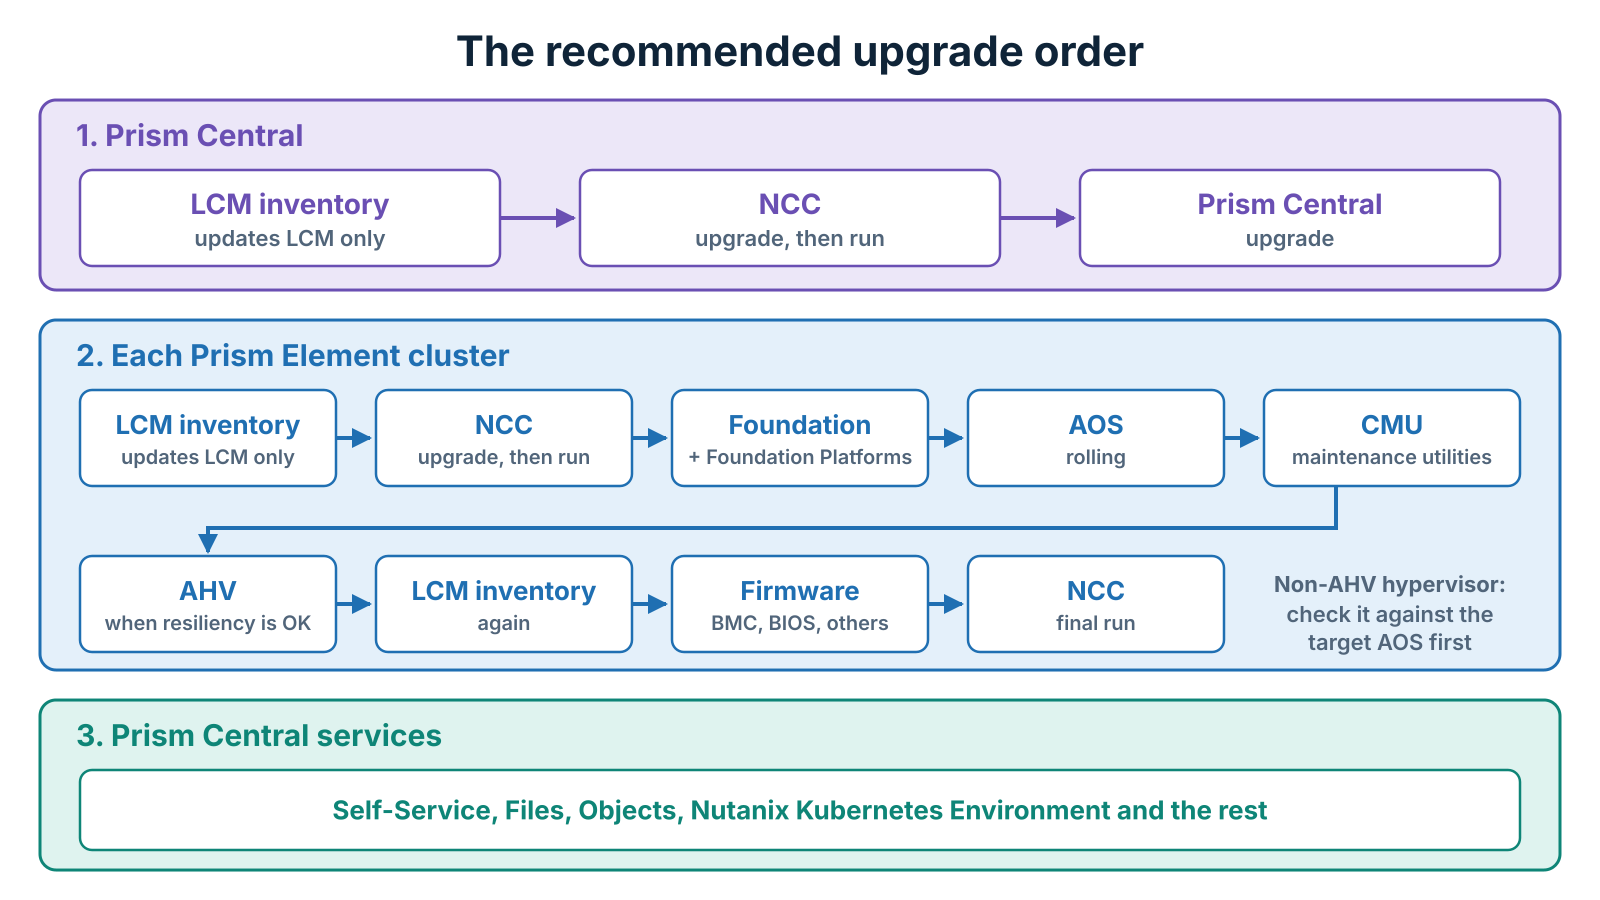 The recommended upgrade order
1. Prism Central
LCM inventory
updates LCM only
NCC
upgrade, then run
Prism Central
upgrade
2. Each Prism Element cluster
LCM inventory
updates LCM only
NCC
upgrade, then run
Foundation
+ Foundation Platforms
AOS
rolling
CMU
maintenance utilities
AHV
when resiliency is OK
LCM inventory
again
Firmware
BMC, BIOS, others
NCC
final run
Non-AHV hypervisor:
check it against the
target AOS first
3. Prism Central services
Self-Service, Files, Objects, Nutanix Kubernetes Environment and the rest